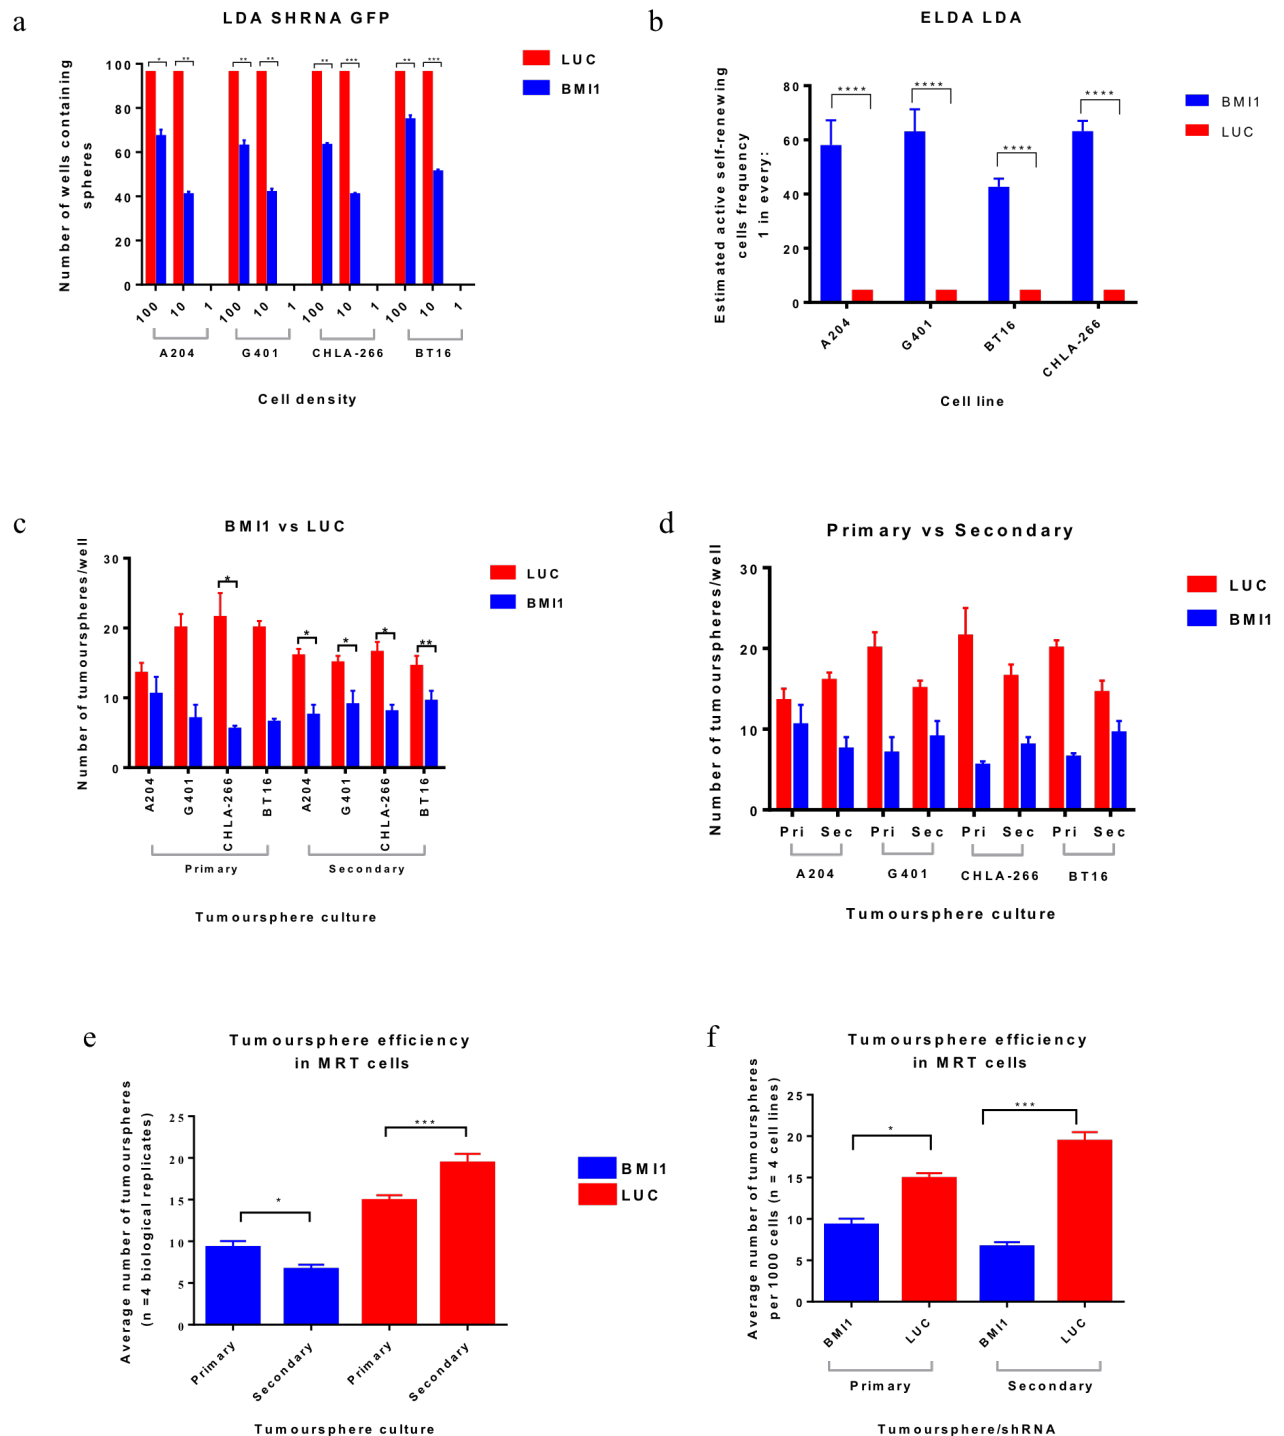 a
LDA SHRNA GFP
Number of wells containing
spheres
100
80
60
40
20
0
* ** ** ** ** *** ** ***
100 10 1 100 10 1 100 10 1 100 10 1
A204 G401 CHLA-266 BT16
Cell density
LUC
BMI1
b
ELDA LDA
Estimated active self-renewing
cells frequency
1 in every:
80
60
40
20
0
**** **** **** ****
A204 G401 BT16 CHLA-266
Cell line
BMI1
LUC
c
BMI1 vs LUC
Number of tumourspheres/well
30
20
10
0
* * * * **
A204 G401 CHLA-266 BT16 A204 G401 CHLA-266 BT16
Primary Secondary
Tumoursphere culture
LUC
BMI1
d
Primary vs Secondary
Number of tumourspheres/well
30
20
10
0
Pri Sec Pri Sec Pri Sec Pri Sec
A204 G401 CHLA-266 BT16
Tumoursphere culture
LUC
BMI1
e
Tumoursphere efficiency
in MRT cells
Average number of tumourspheres
(n =4 biological replicates)
25
20
15
10
5
0
* ***
Primary Secondary Primary Secondary
Tumoursphere culture
BMI1
LUC
f
Tumoursphere efficiency
in MRT cells
Average number of tumourspheres
per 1000 cells (n = 4 cell lines)
25
20
15
10
5
0
* ***
BMI1 LUC BMI1 LUC
Primary Secondary
Tumoursphere/shRNA